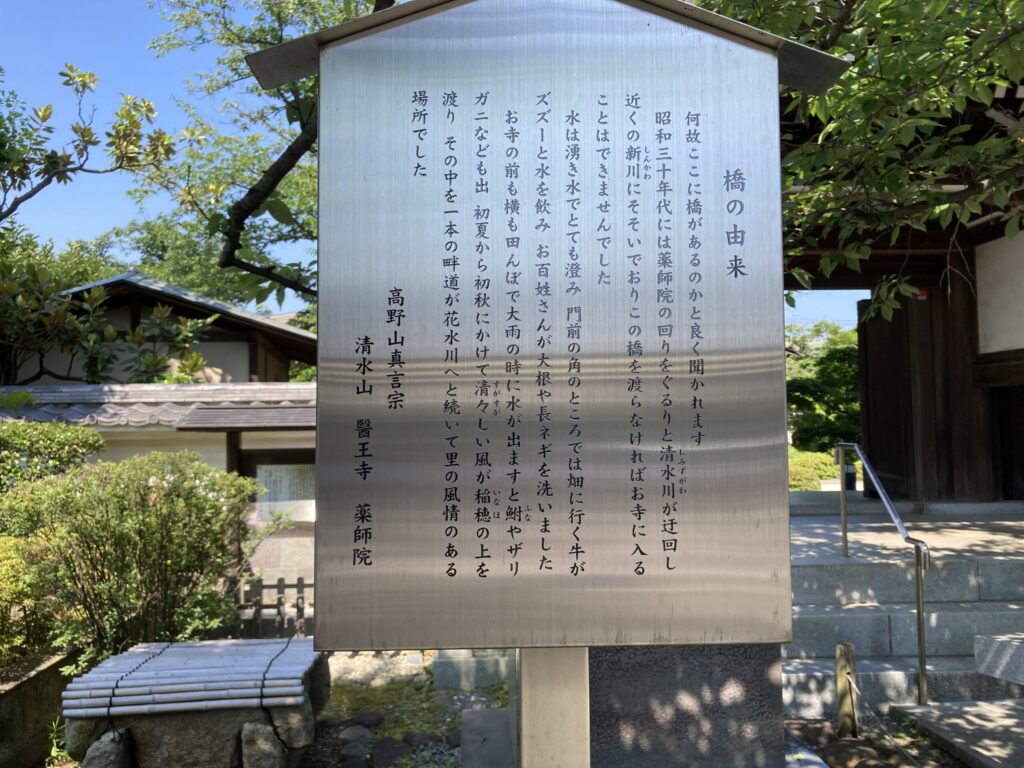 橋の由来
何故ここに橋があるのかと良く聞かれます
昭和三十年代には薬師院の回りをぐるりと清水川が迂回し
近くの新川にそそいでおりこの橋を渡らなければお寺に入る
ことはできませんでした
水は湧き水でとても澄み 門前の角のところでは畑に行く牛が
ズズーと水を飲み お百姓さんが大根や長ネギを洗いました
お寺の前も横も田んぼで大雨の時に水が出ますと鮒やザリ
ガニなども出 初夏から初秋にかけて清々しい風が稲穂の上を
渡り その中を一本の畔道が花水川へと続いて里の風情のある
場所でした
高野山真言宗
清水山 醫王寺 薬師院